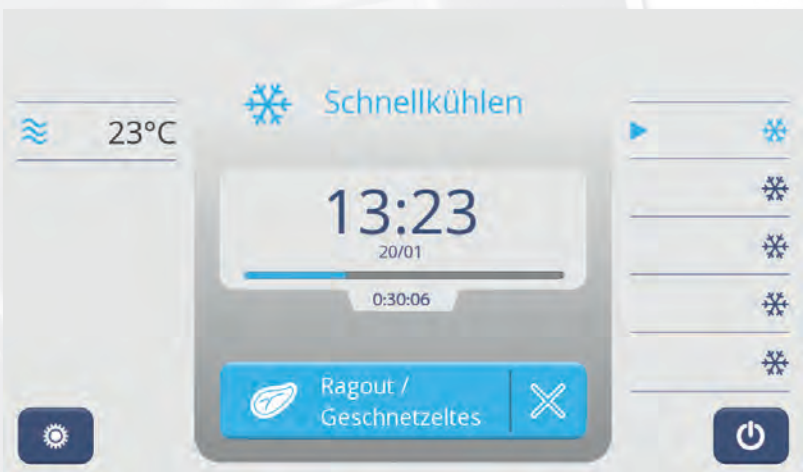 Schnellkühlen
23°C
13:23
20/01
0:30:06
Ragout /
Geschnetzeltes